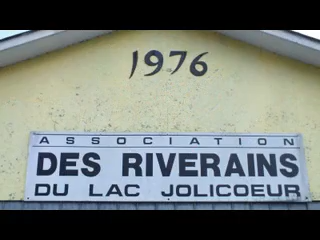 1976
ASSOCIATION
DES RIVERAINS
DU LAC JOLICOEUR